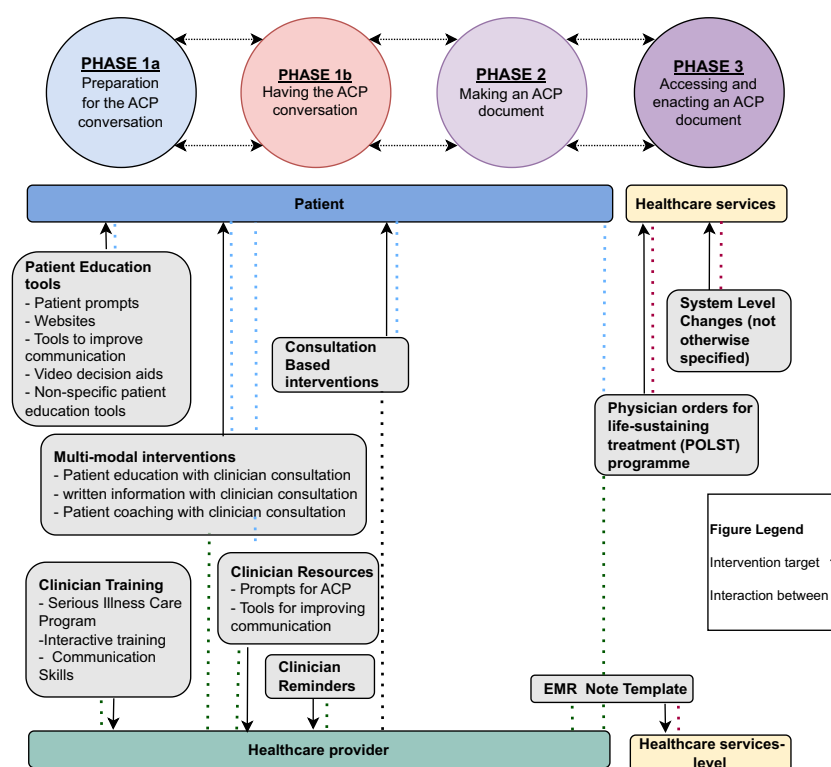 PHASE 1a
Preparation
for the ACP
conversation
PHASE 1b
Having the ACP
conversation
PHASE 2
Making an ACP
document
PHASE 3
Accessing and
enacting an ACP
document
Patient
Healthcare services
Patient Education
tools
- Patient prompts
- Websites
- Tools to improve
communication
- Video decision aids
- Non-specific patient
education tools
Consultation
Based
interventions
System Level
Changes (not
otherwise
specified)
Physician orders for
life-sustaining
treatment (POLST)
programme
Multi-modal interventions
- Patient education with clinician consultation
- written information with clinician consultation
- Patient coaching with clinician consultation
Figure Legend
Intervention target
Interaction between
Clinician Training
- Serious Illness Care
Program
-Interactive training
- Communication
Skills
Clinician Resources
- Prompts for ACP
- Tools for improving
communication
Clinician
Reminders
EMR Note Template
Healthcare provider
Healthcare services-
level